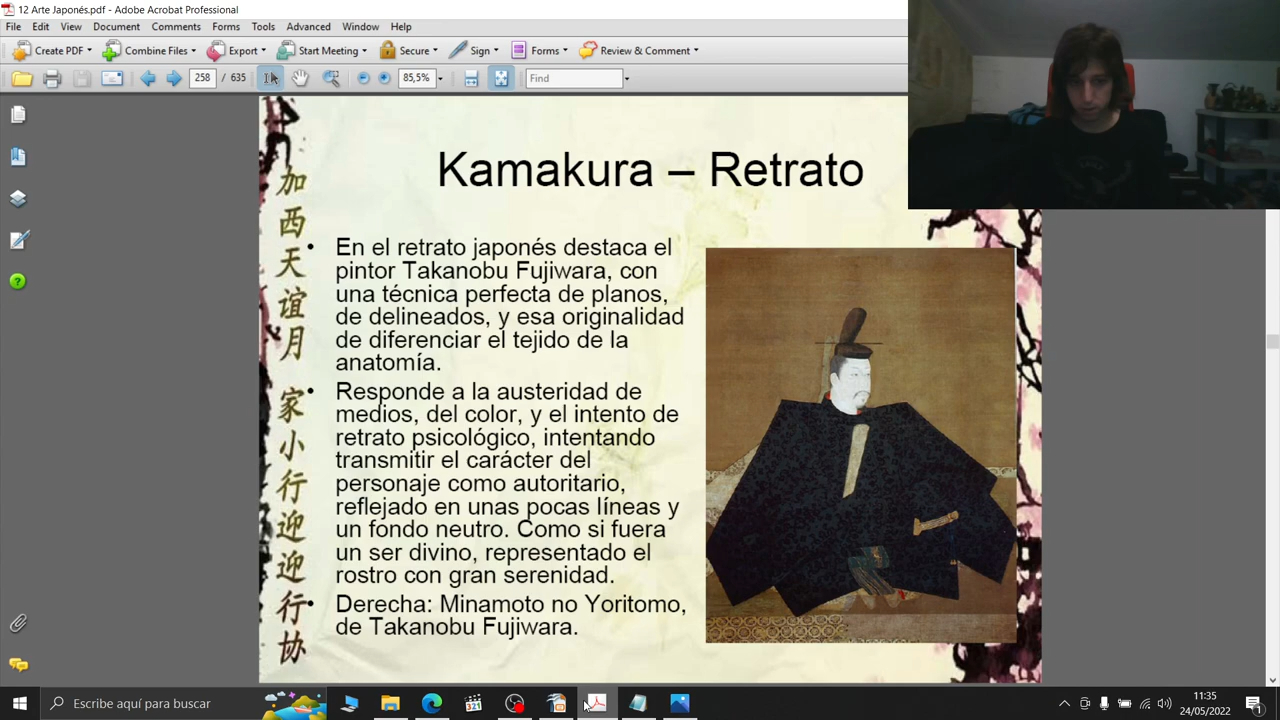 12 Arte Japonés.pdf - Adobe Acrobat Professional
File Edit View Document Comments Forms Tools Advanced Window Help
Create PDF Combine Files Export Start Meeting Secure Sign Forms Review & Comment
258 / 635 85,5% Find
Kamakura – Retrato
加
西
天
谊
月
家
小
行
迎
迎
行
协
• En el retrato japonés destaca el
pintor Takanobu Fujiwara, con
una técnica perfecta de planos,
de delineados, y esa originalidad
de diferenciar el tejido de la
anatomía.
• Responde a la austeridad de
medios, del color, y el intento de
retrato psicológico, intentando
transmitir el carácter del
personaje como autoritario,
reflejado en unas pocas líneas y
un fondo neutro. Como si fuera
un ser divino, representado el
rostro con gran serenidad.
• Derecha: Minamoto no Yoritomo,
de Takanobu Fujiwara.
Escribe aquí para buscar
321
11:35
24/05/2022
1